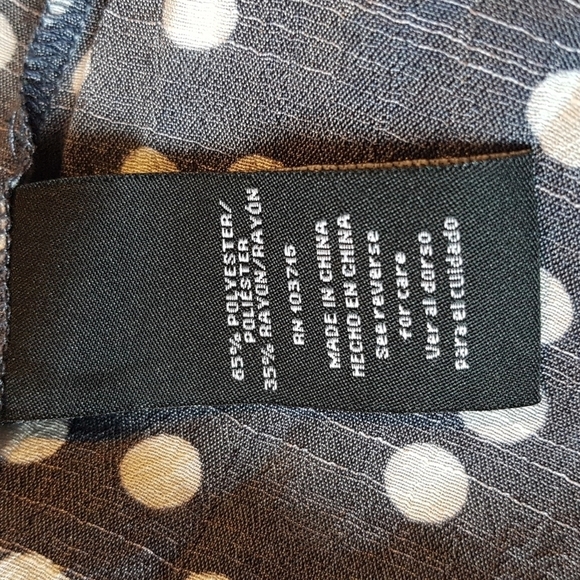 65% POLYESTER/
POLIÉSTER
35% RAYON/RAYÓN
RN 103715
MADE IN CHINA
HECHO EN CHINA
See reverse
for care
Ver al dorso
para el cuidado